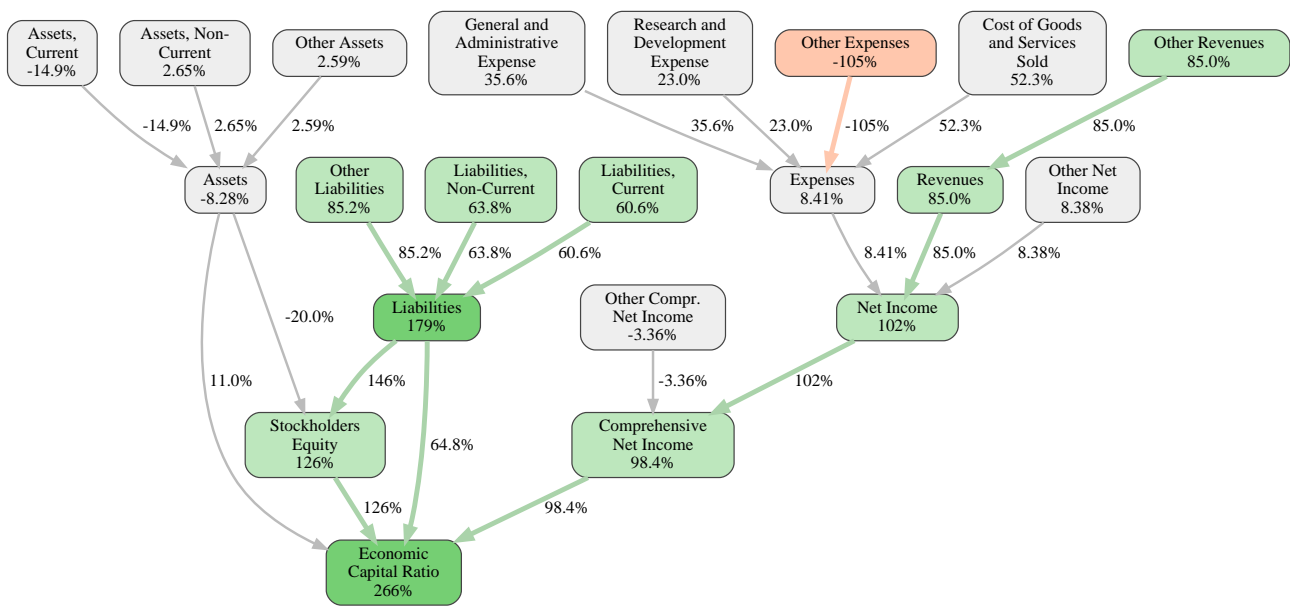 Assets,
Current
-14.9%
Assets, Non-
Current
2.65%
Other Assets
2.59%
General and
Administrative
Expense
35.6%
Research and
Development
Expense
23.0%
Other Expenses
-105%
Cost of Goods
and Services
Sold
52.3%
Other Revenues
85.0%
-14.9%
2.65%
2.59%
35.6%
23.0%
-105%
52.3%
85.0%
Assets
-8.28%
Other
Liabilities
85.2%
Liabilities,
Non-Current
63.8%
Liabilities,
Current
60.6%
Expenses
8.41%
Revenues
85.0%
Other Net
Income
8.38%
85.2%
63.8%
60.6%
8.41%
85.0%
8.38%
-20.0%
Liabilities
179%
Other Compr.
Net Income
-3.36%
Net Income
102%
11.0%
146%
-3.36%
102%
Stockholders
Equity
126%
64.8%
Comprehensive
Net Income
98.4%
126%
98.4%
Economic
Capital Ratio
266%